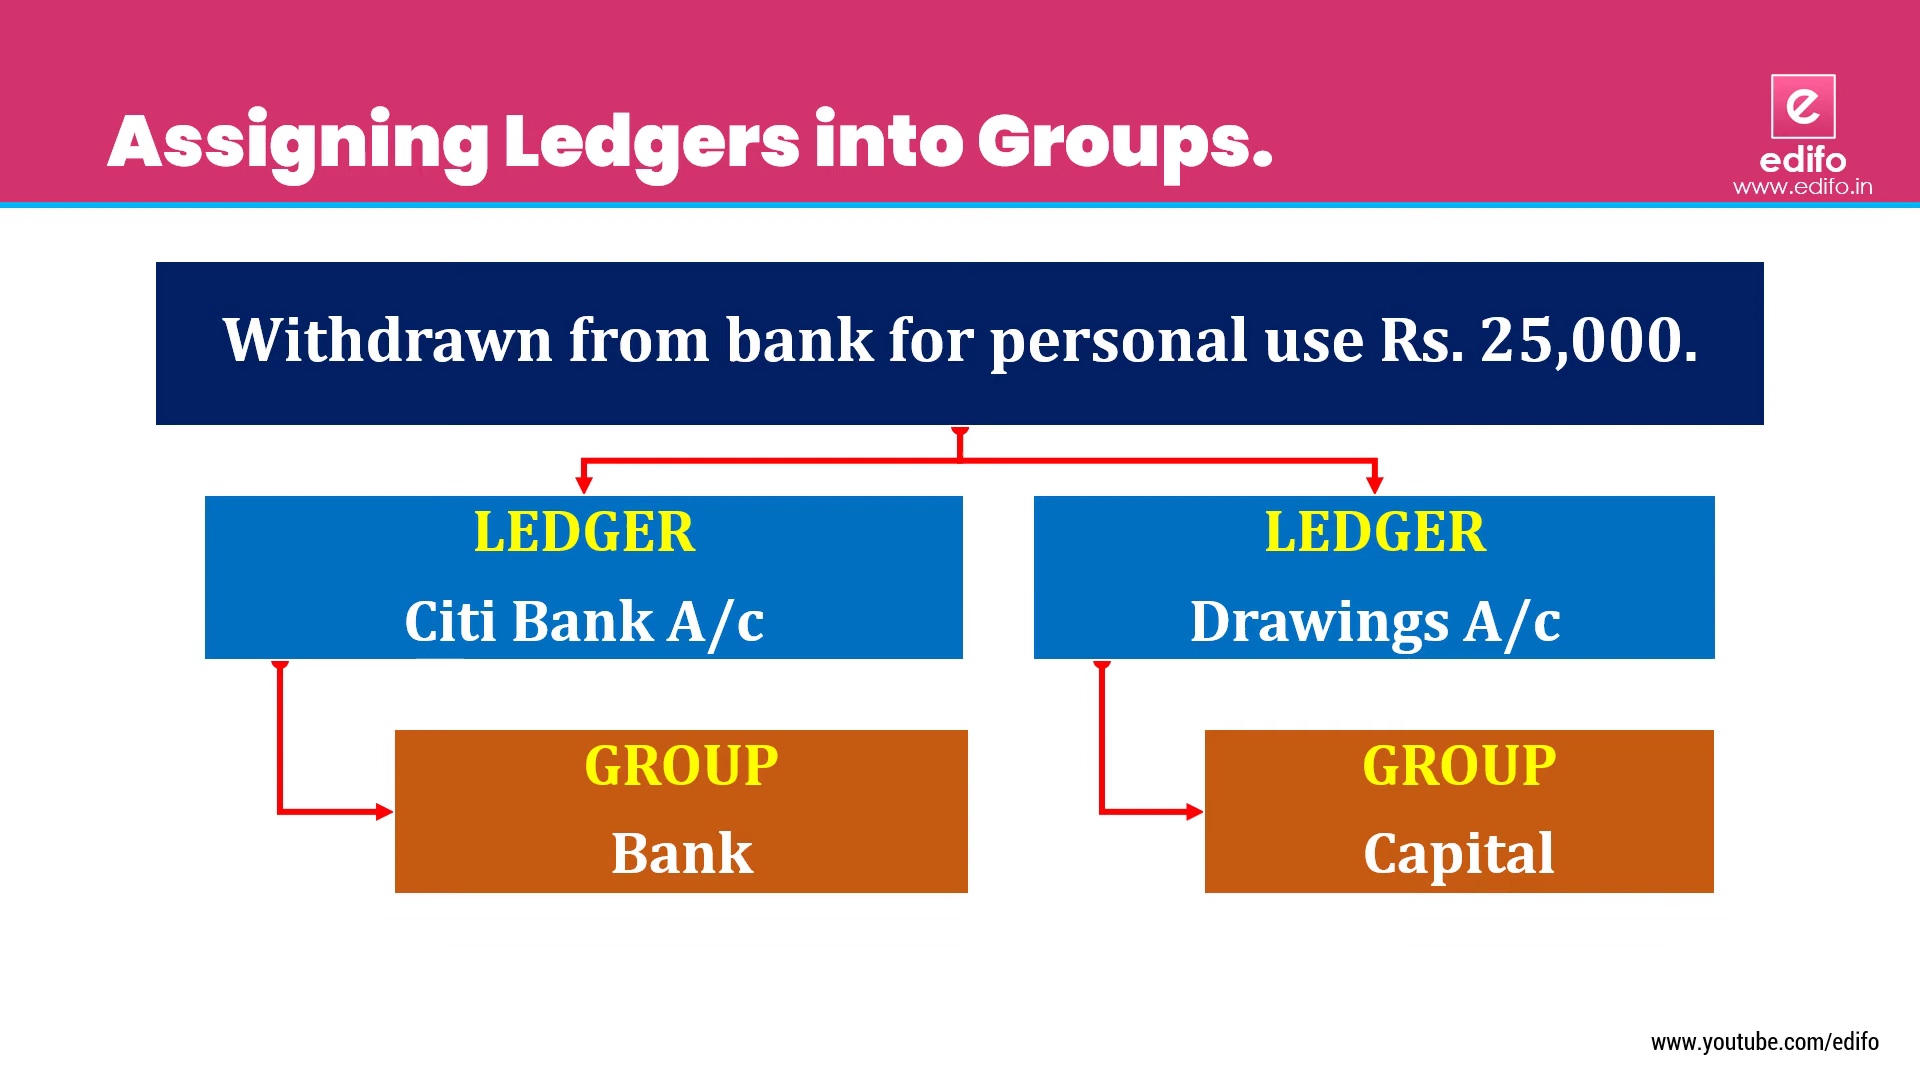 Assigning Ledgers into Groups.
e
edifo
www.edifo.in
Withdrawn from bank for personal use Rs. 25,000.
LEDGER
Citi Bank A/c
LEDGER
Drawings A/c
GROUP
Bank
GROUP
Capital
www.youtube.com/edifo